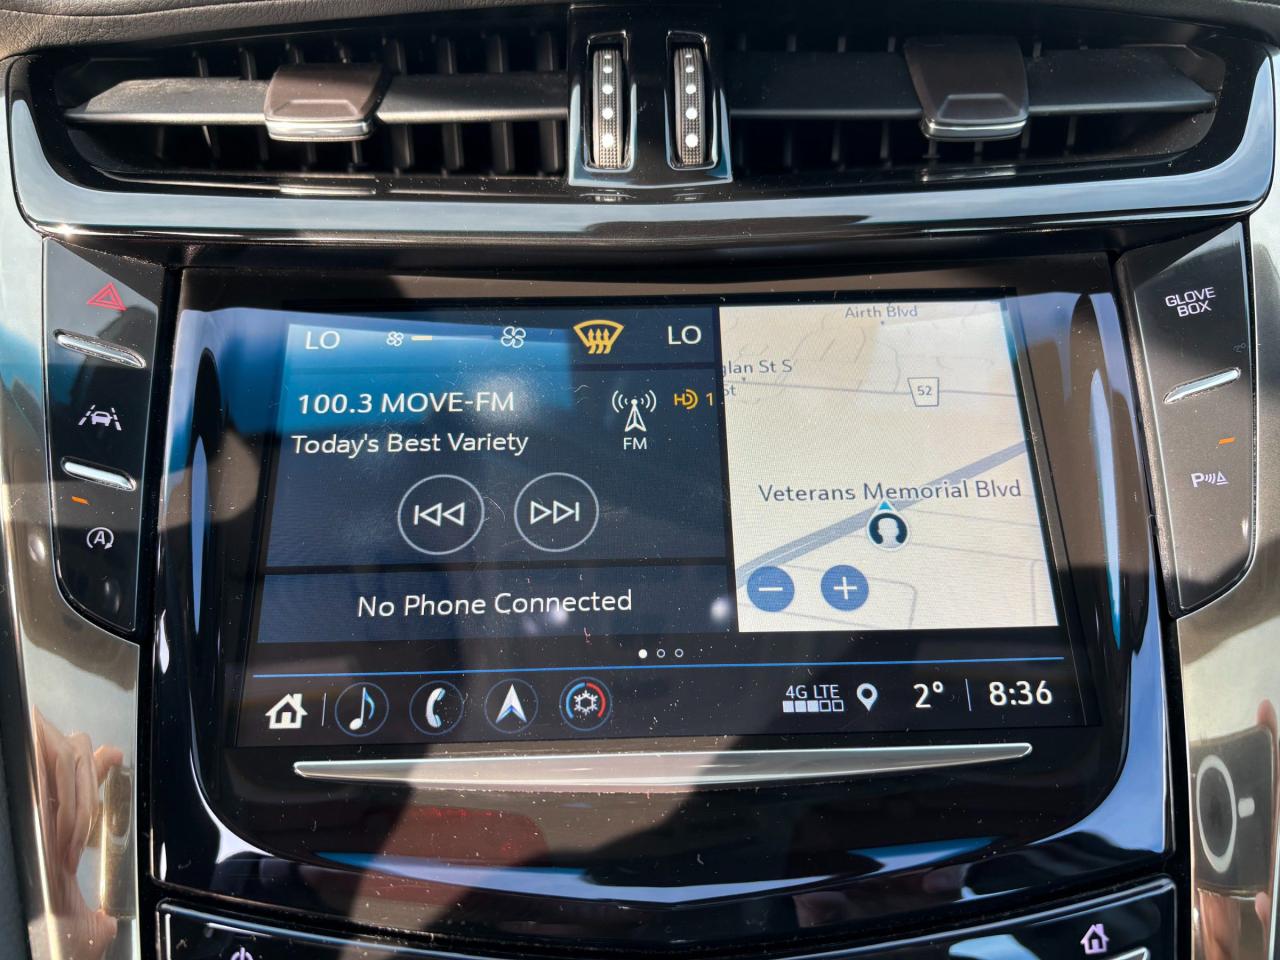 GLOVE
BOX
LO
LO
100.3 MOVE-FM
HD 1
Today's Best Variety
FM
No Phone Connected
Airth Blvd
glan St S
st
52
Veterans Memorial Blvd
A
P
4G LTE
2°
8:36